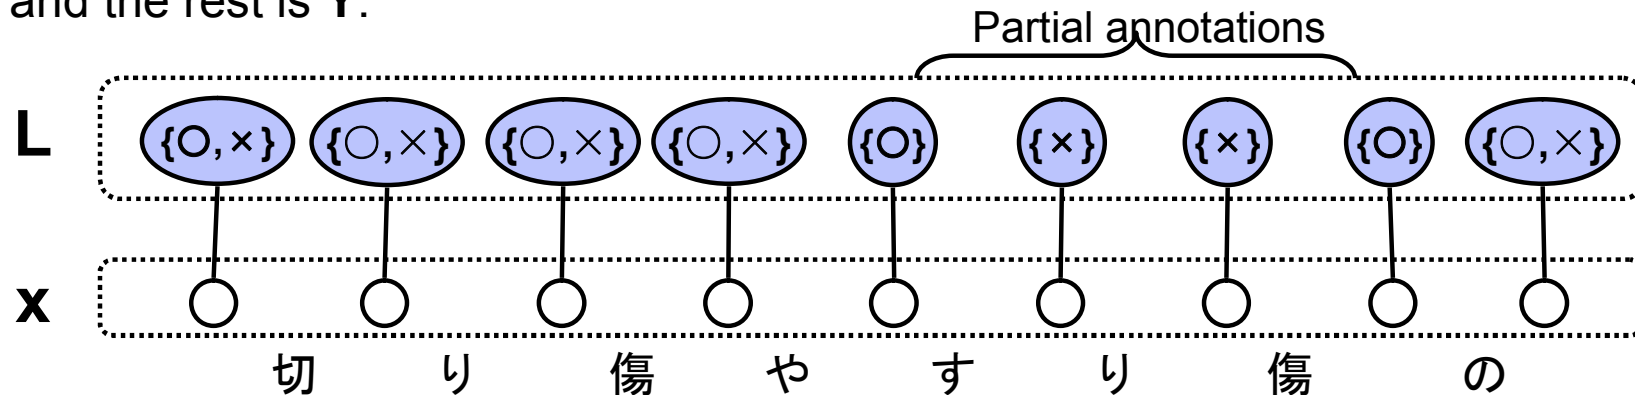 and the rest is Y.
Partial annotations
L {○,×} {○,×} {○,×} {○,×} {○} {×} {×} {○} {○,×}
x
切 り 傷 や す り 傷 の